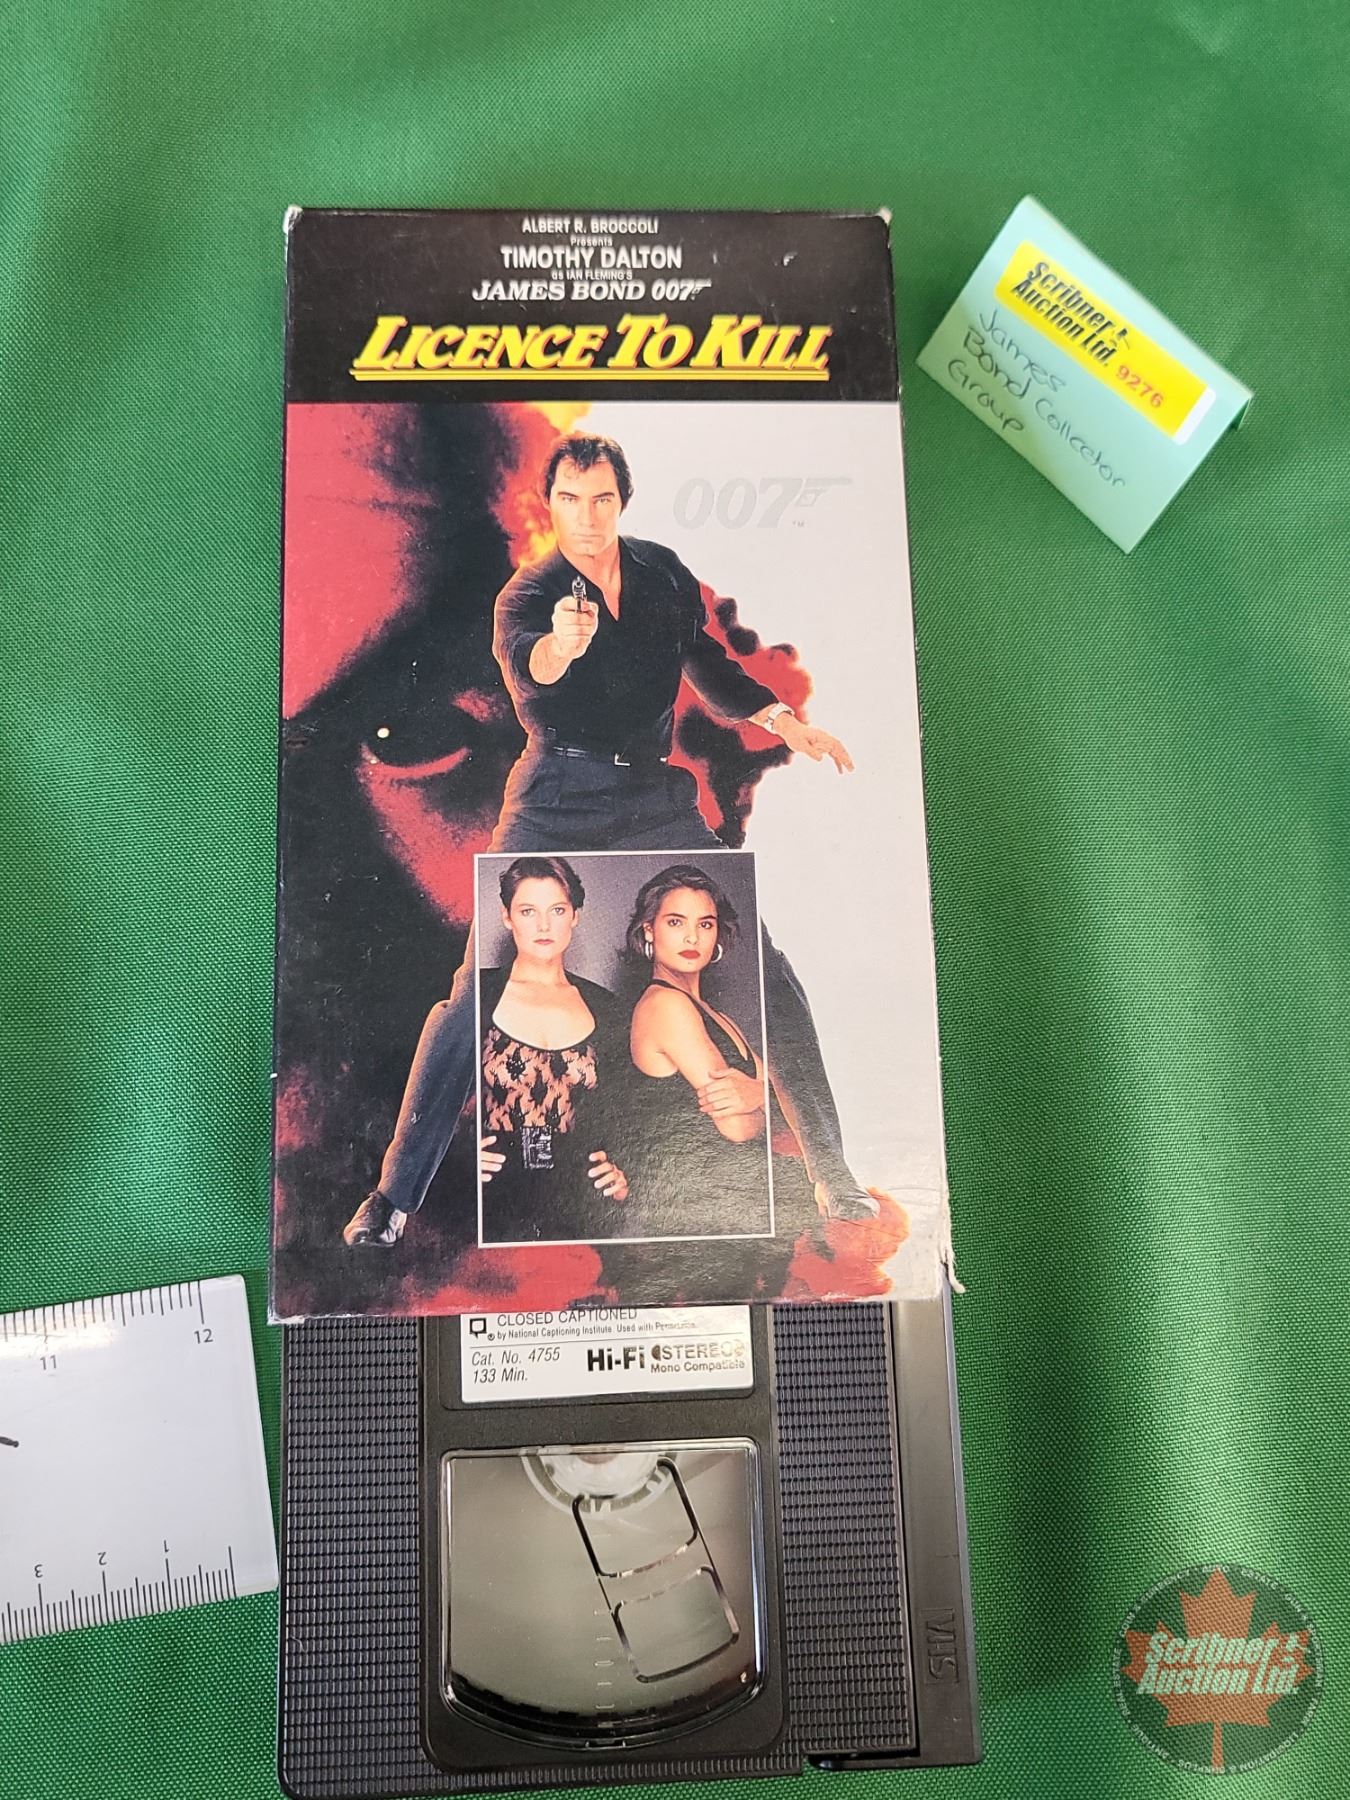 ALBERT R. BROCCOLI
Presents
TIMOTHY DALTON
as IAN FLEMING'S
JAMES BOND 007
LICENCE TO KILL
007
TM
Scribner &
Auction Ltd. 9276
James
Bond Collector
Group
CLOSED CAPTIONED
by National Captioning Institute. Used with Permission.
Cat. No. 4755
133 Min.
Hi-Fi STEREO
Mono Compatible
VHS
11 12
3 2 1
Scribner &
Auction Ltd.